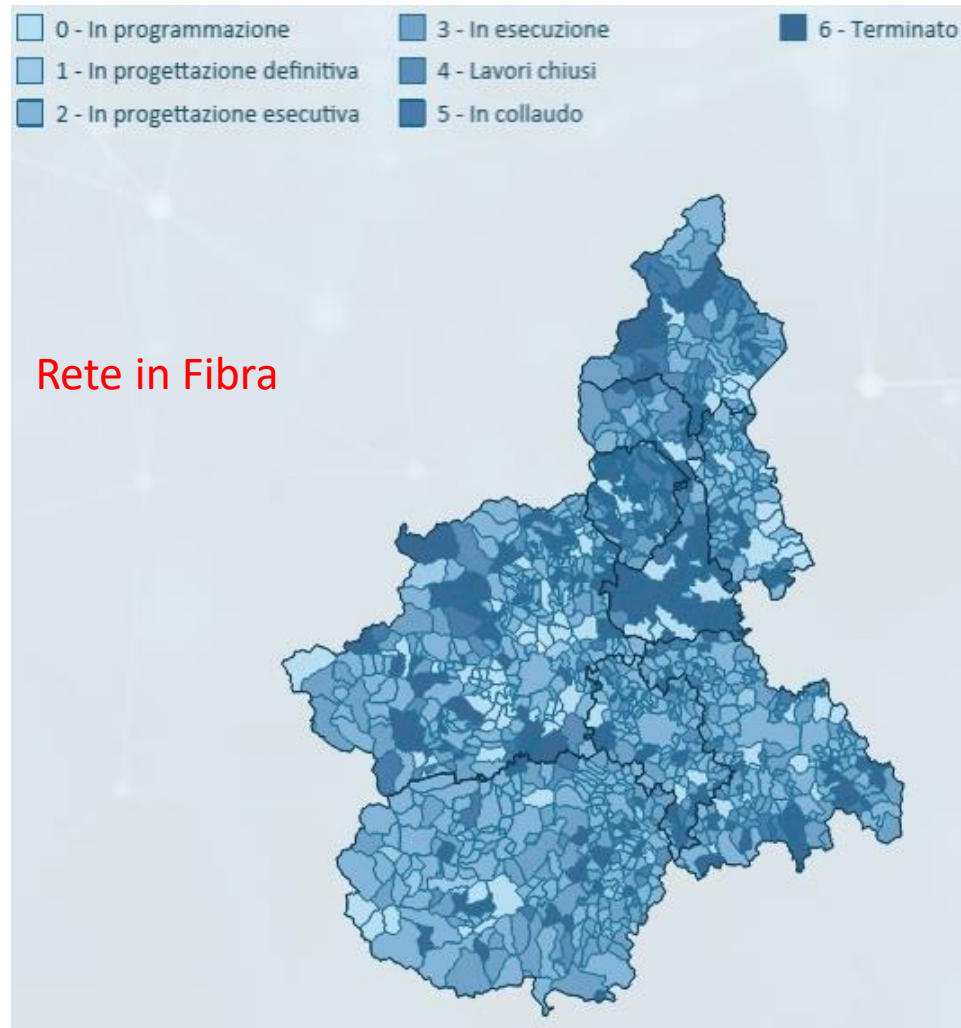 0 - In programmazione
1 - In progettazione definitiva
2 - In progettazione esecutiva
3 - In esecuzione
4 - Lavori chiusi
5 - In collaudo
6 - Terminato
Rete in Fibra